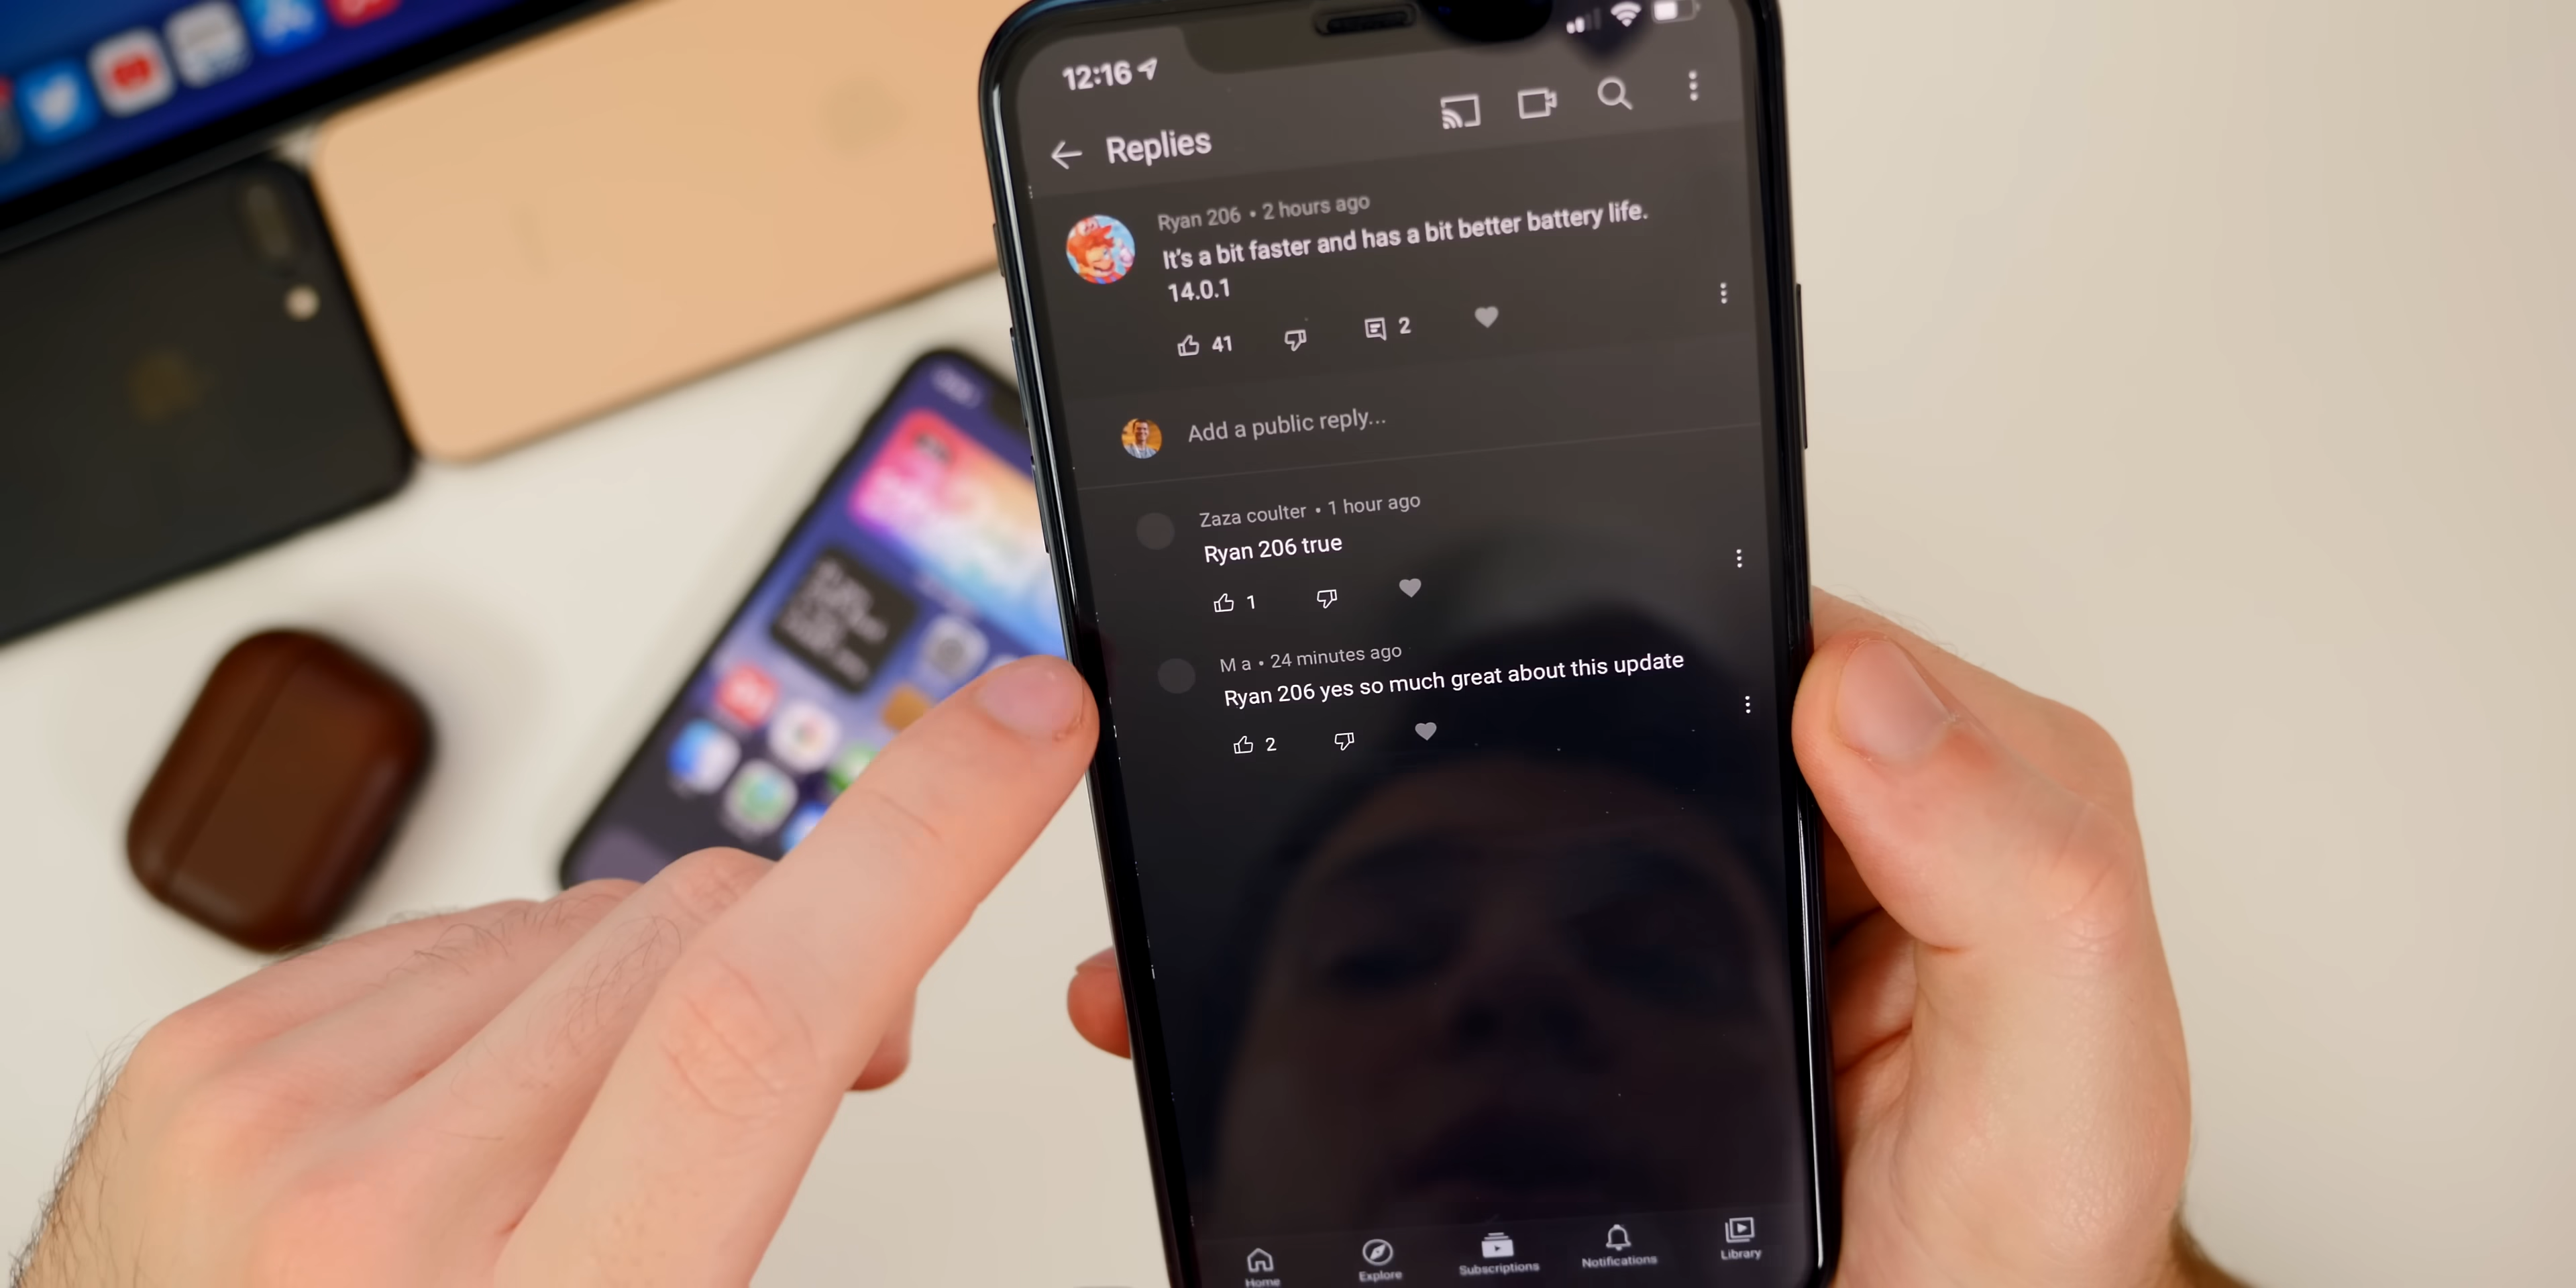 12:16
Replies
Ryan 206 • 2 hours ago
It's a bit faster and has a bit better battery life.
14.0.1
41
2
Add a public reply...
Zaza coulter • 1 hour ago
Ryan 206 true
1
M a • 24 minutes ago
Ryan 206 yes so much great about this update
2
Home
Explore
Subscriptions
Notifications
Library